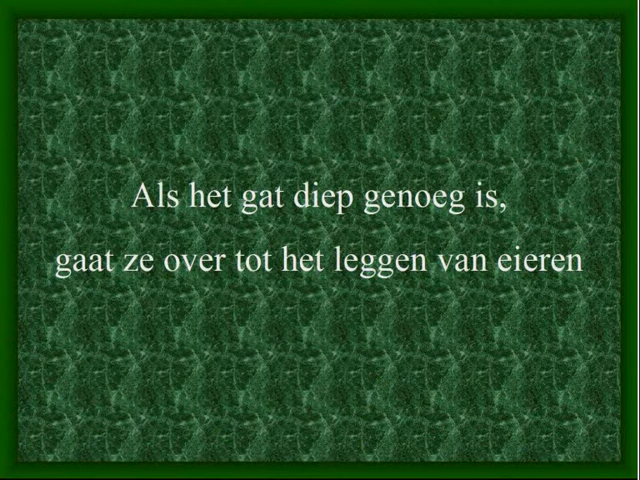 Als het gat diep genoeg is,
gaat ze over tot het leggen van eieren